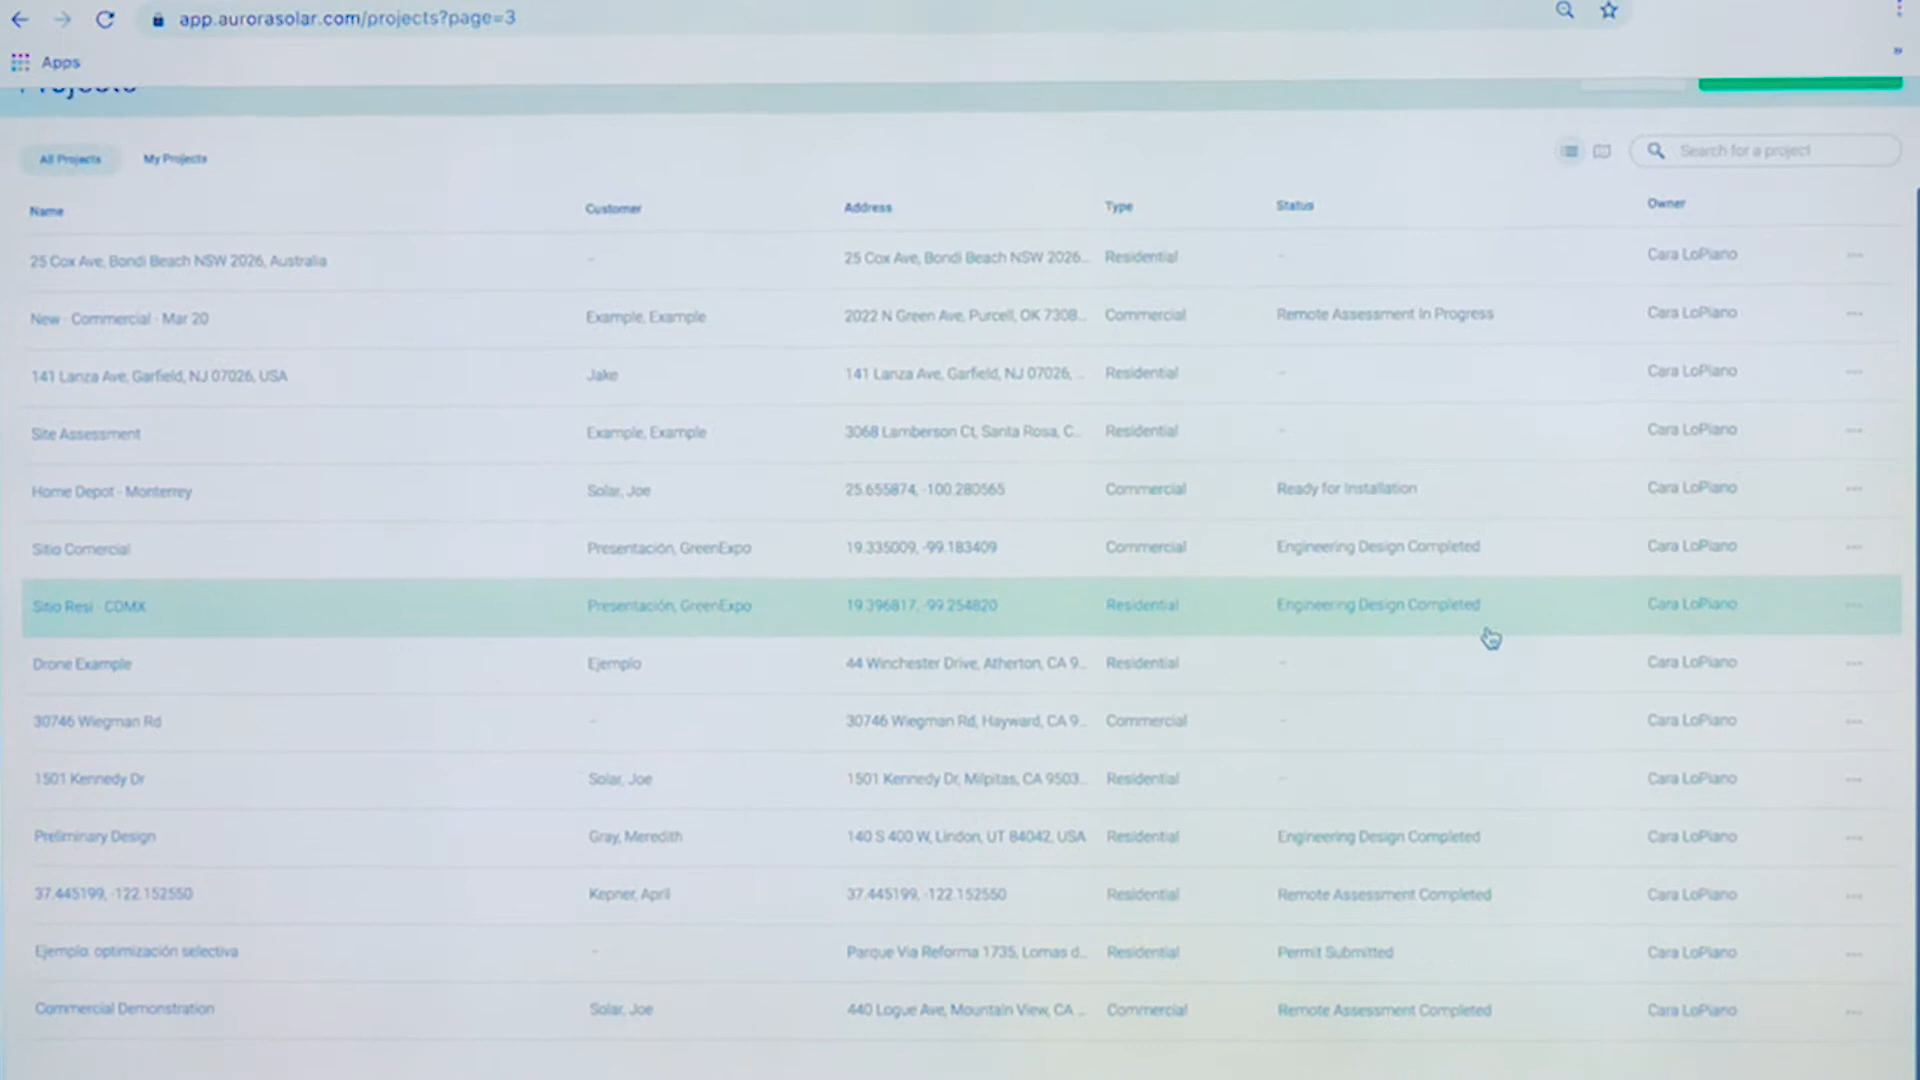 app.aurorasolar.com/projects?page=3
Apps
Projects
All Projects My Projects Search for a project
Name Customer Address Type Status Owner
25 Cox Ave, Bondi Beach NSW 2026, Australia - 25 Cox Ave, Bondi Beach NSW 2026... Residential - Cara LoPiano
New - Commercial - Mar 20 Example, Example 2022 N Green Ave, Purcell, OK 7308... Commercial Remote Assessment In Progress Cara LoPiano
141 Lanza Ave, Garfield, NJ 07026, USA Jake 141 Lanza Ave, Garfield, NJ 07026, ... Residential - Cara LoPiano
Site Assessment Example, Example 3068 Lamberson Ct, Santa Rosa, C... Residential - Cara LoPiano
Home Depot - Monterrey Solar, Joe 25.655874, -100.280565 Commercial Ready for Installation Cara LoPiano
Sitio Comercial Presentación, GreenExpo 19.335009, -99.183409 Commercial Engineering Design Completed Cara LoPiano
Sitio Resi - CDMX Presentación, GreenExpo 19.396817, -99.254820 Residential Engineering Design Completed Cara LoPiano
Drone Example Ejemplo 44 Winchester Drive, Atherton, CA 9... Residential - Cara LoPiano
30746 Wiegman Rd - 30746 Wiegman Rd, Hayward, CA 9... Commercial - Cara LoPiano
1501 Kennedy Dr Solar, Joe 1501 Kennedy Dr, Milpitas, CA 9503... Residential - Cara LoPiano
Preliminary Design Gray, Meredith 140 S 400 W, Lindon, UT 84042, USA Residential Engineering Design Completed Cara LoPiano
37.445199, -122.152550 Kepner, April 37.445199, -122.152550 Residential Remote Assessment Completed Cara LoPiano
Ejemplo: optimización selectiva - Parque Via Reforma 1735, Lomas d... Residential Permit Submitted Cara LoPiano
Commercial Demonstration Solar, Joe 440 Logue Ave, Mountain View, CA ... Commercial Remote Assessment Completed Cara LoPiano